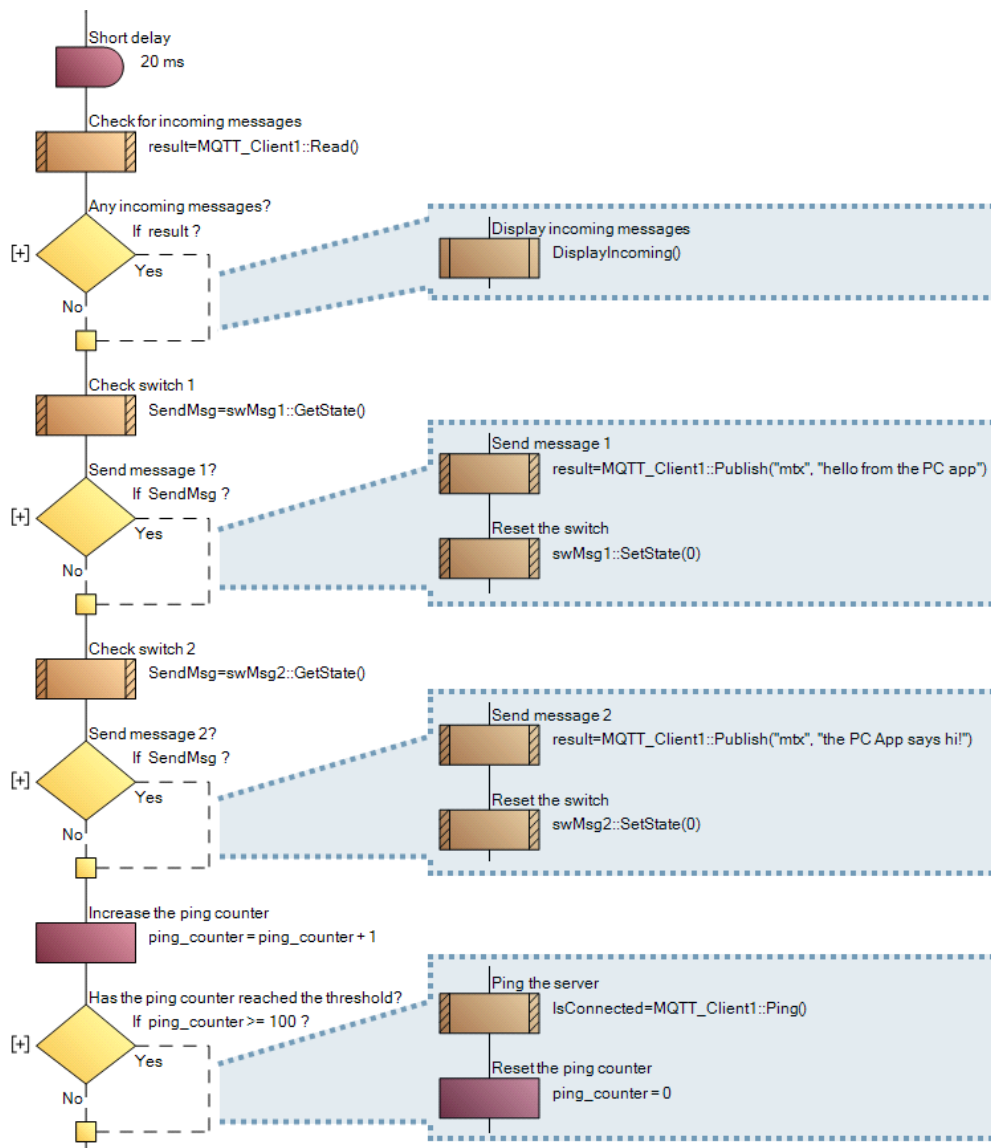 Short delay
20 ms
Check for incoming messages
result=MQTT_Client1::Read()
Any incoming messages?
If result ?
[+]
Yes
No
Display incoming messages
DisplayIncoming()
Check switch 1
SendMsg=swMsg1::GetState()
Send message 1?
If SendMsg ?
[+]
Yes
No
Send message 1
result=MQTT_Client1::Publish("mtx", "hello from the PC app")
Reset the switch
swMsg1::SetState(0)
Check switch 2
SendMsg=swMsg2::GetState()
Send message 2?
If SendMsg ?
[+]
Yes
No
Send message 2
result=MQTT_Client1::Publish("mtx", "the PC App says hi!")
Reset the switch
swMsg2::SetState(0)
Increase the ping counter
ping_counter = ping_counter + 1
Has the ping counter reached the threshold?
If ping_counter >= 100 ?
[+]
Yes
No
Ping the server
IsConnected=MQTT_Client1::Ping()
Reset the ping counter
ping_counter = 0